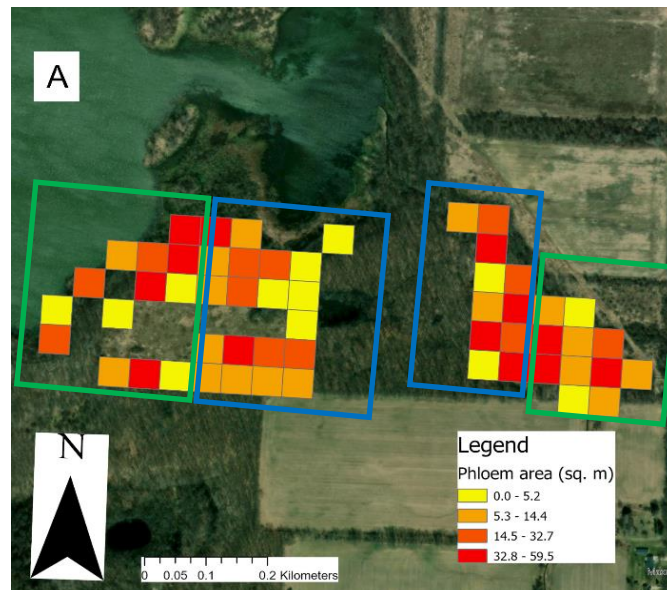 A
N
0 0.05 0.1 0.2 Kilometers
Legend
Phloem area (sq. m)
0.0 - 5.2
5.3 - 14.4
14.5 - 32.7
32.8 - 59.5